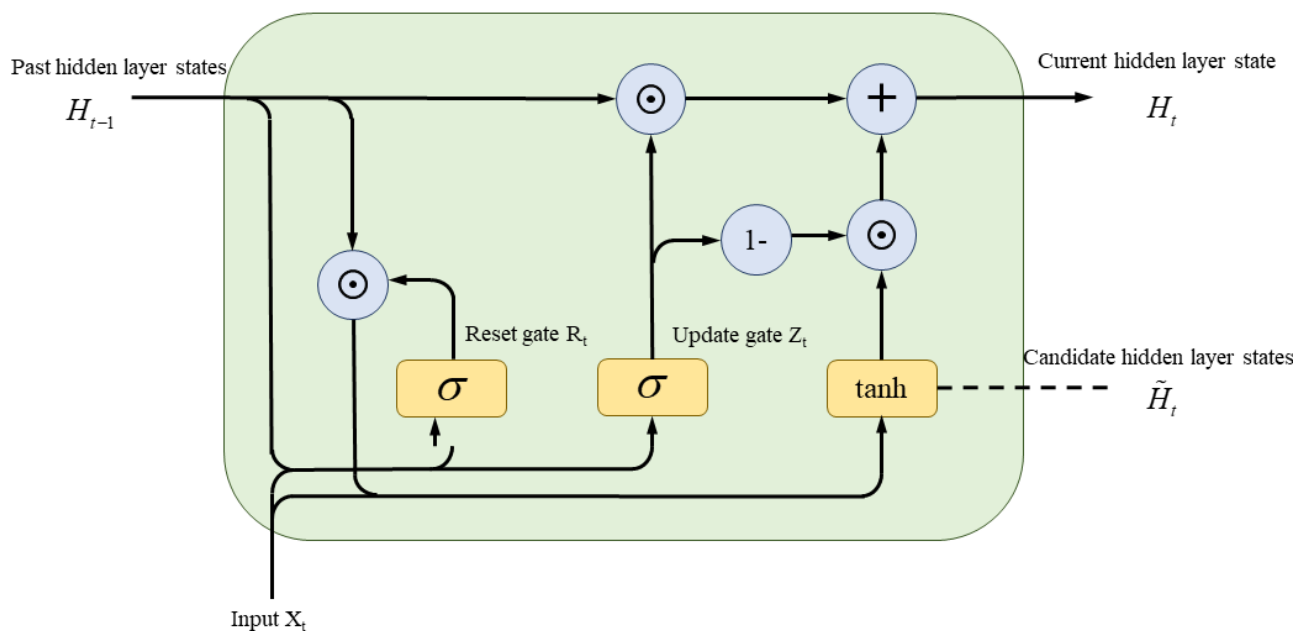 Past hidden layer states
H_{t-1}
Current hidden layer state
H_t
⊙
+
1-
⊙
⊙
Reset gate R_t
Update gate Z_t
σ
σ
tanh
Candidate hidden layer states
H̃_t
Input X_t